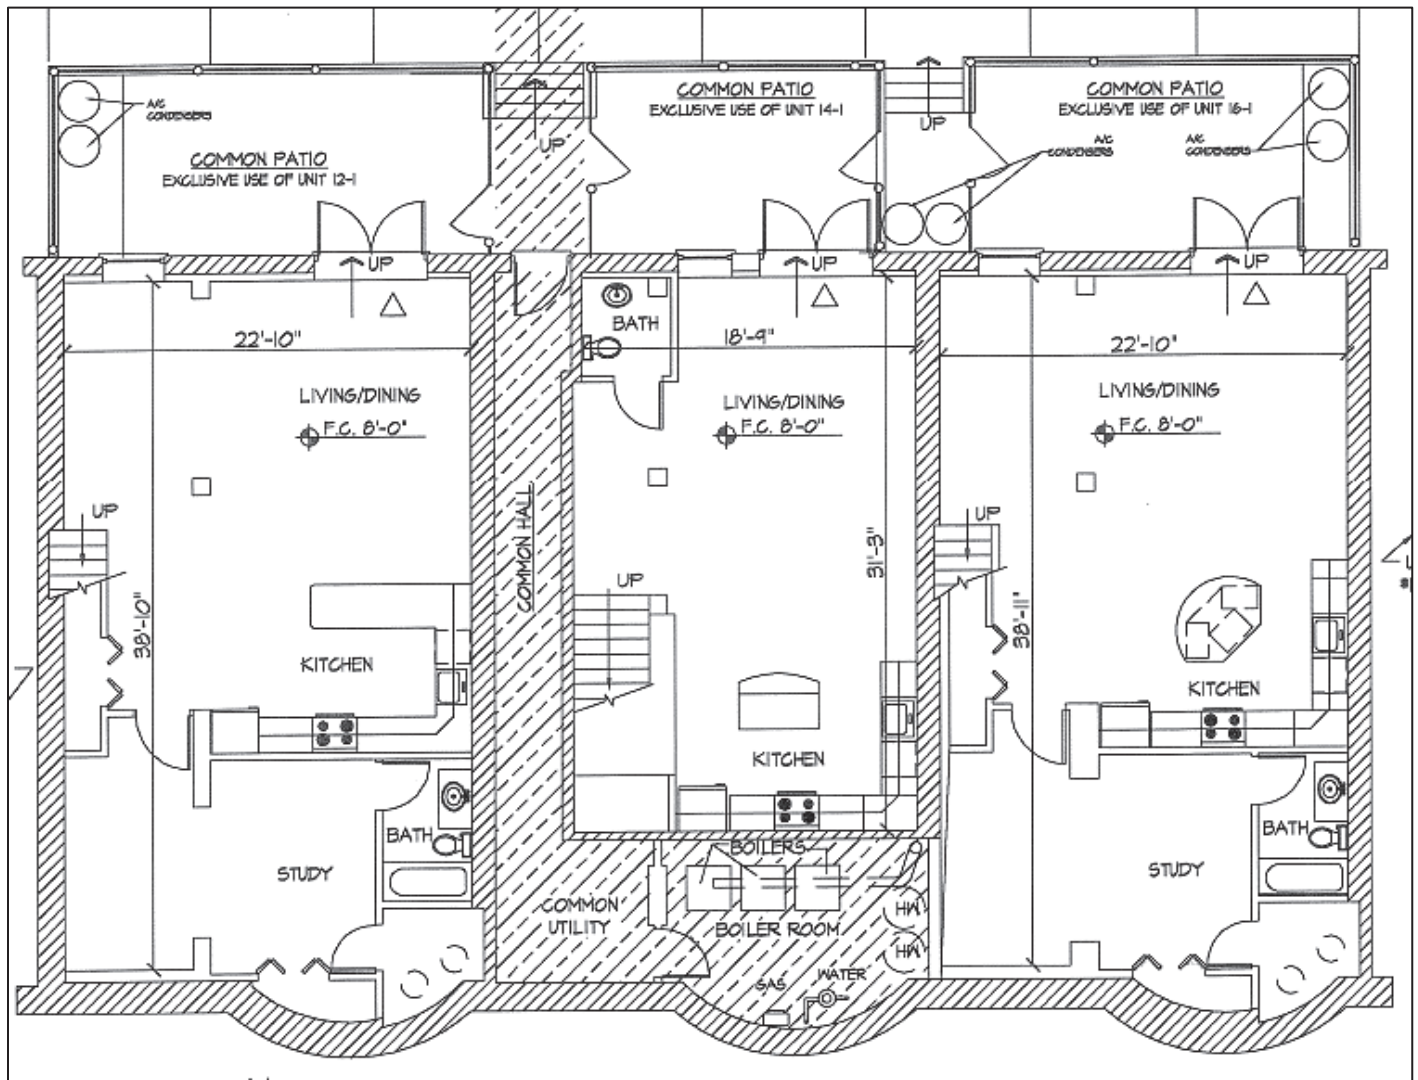 COMMON PATIO
EXCLUSIVE USE OF UNIT 14-1
COMMON PATIO
EXCLUSIVE USE OF UNIT 16-1
A/C
CONDENSERS
UP
UP
A/C
CONDENSERS
A/C
CONDENSERS
COMMON PATIO
EXCLUSIVE USE OF UNIT 12-1
UP
UP
UP
BATH
22'-10"
18'-9"
22'-10"
LIVING/DINING
F.C. 8'-0"
LIVING/DINING
F.C. 8'-0"
LIVING/DINING
F.C. 8'-0"
UP
COMMON HALL
UP
UP
31'-3"
38'-10"
38'-11"
KITCHEN
KITCHEN
KITCHEN
BATH
BATH
STUDY
STUDY
BOILERS
COMMON
UTILITY
BOILER ROOM
HW
HW
GAS
WATER